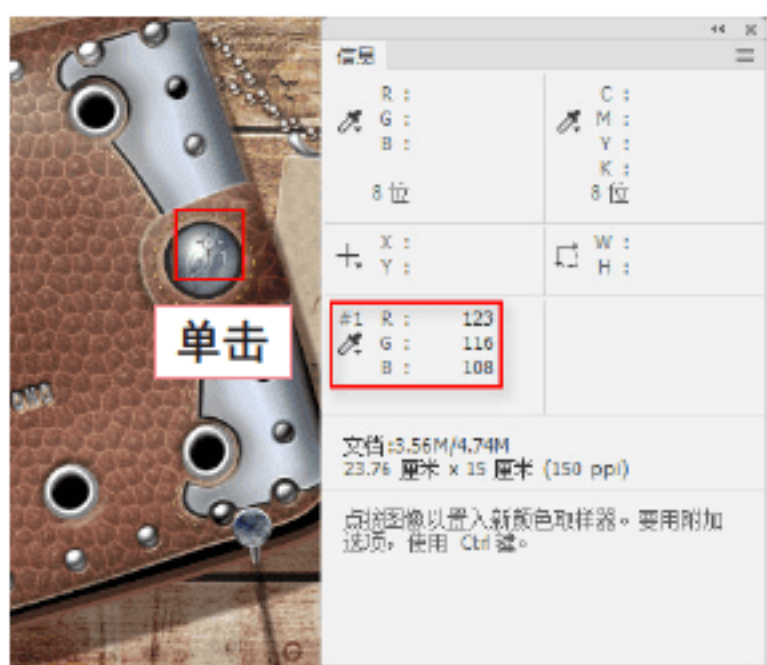 信息
R :
G :
B :
8 位
C :
M :
Y :
K :
8 位
X :
Y :
W :
H :
单击
#1 R : 123
G : 116
B : 108
文档:3.56M/4.74M
23.76 厘米 x 15 厘米 (150 ppi)
点按图像以置入新颜色取样器。要用附加
选项，使用 Ctrl 键。